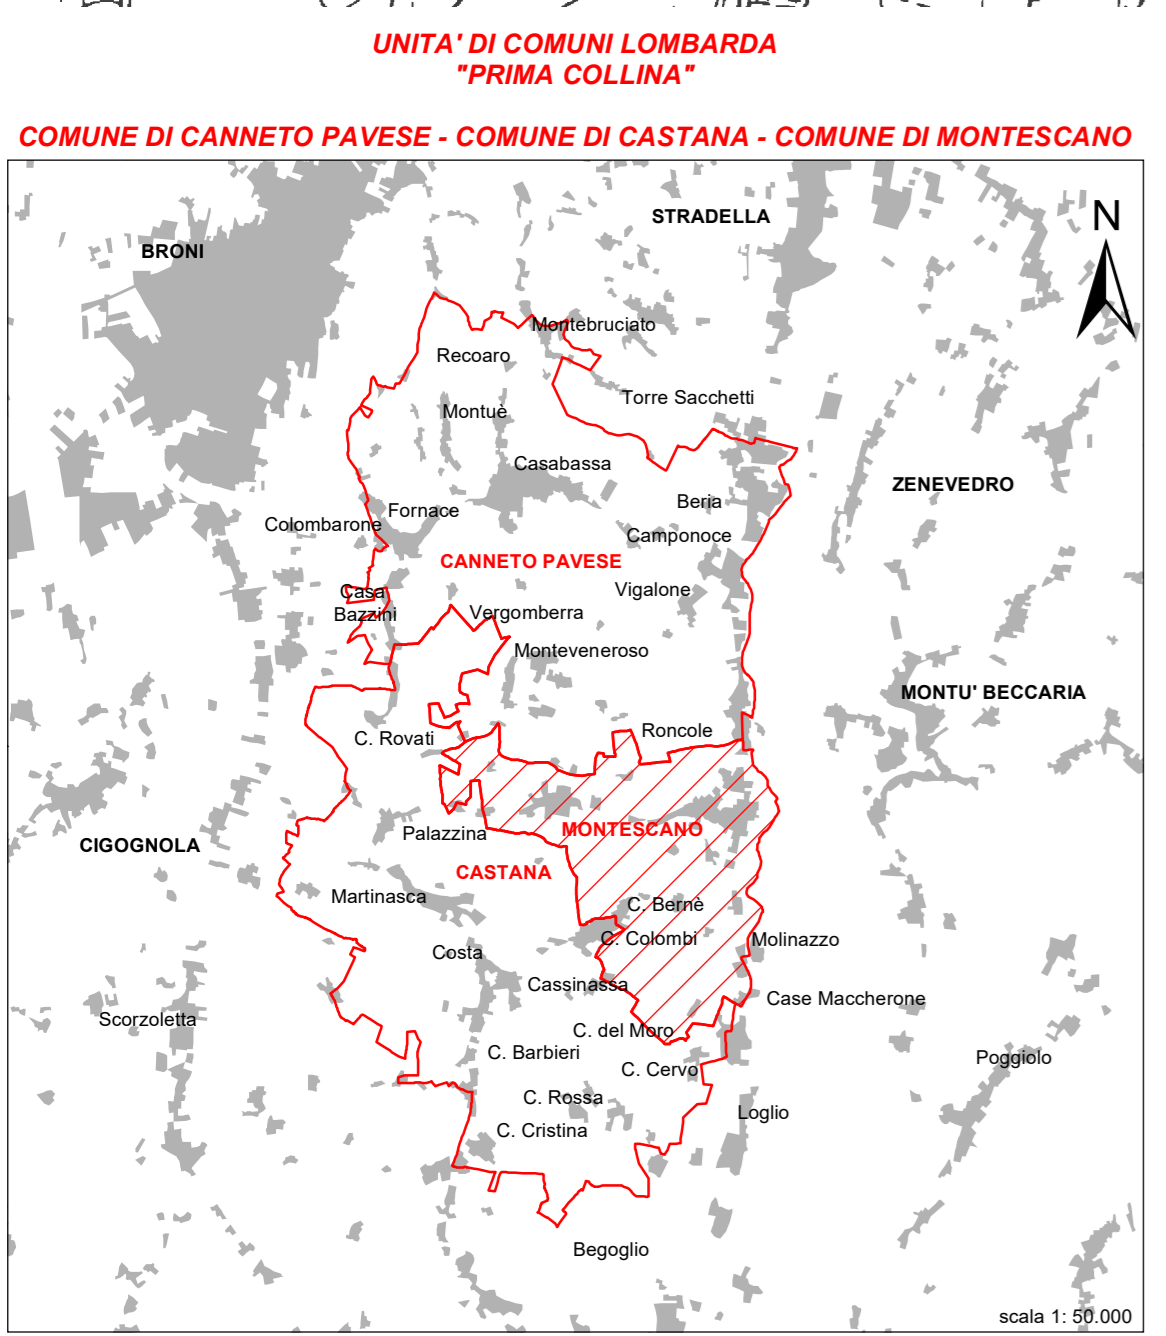 UNITA' DI COMUNI LOMBARDA
"PRIMA COLLINA"
COMUNE DI CANNETO PAVESE - COMUNE DI CASTANA - COMUNE DI MONTESCANO
STRADELLA
N
BRONI
Montebruciato
Recoaro
Torre Sacchetti
Montuè
Casabassa
ZENEVEDRO
Beria
Fornace
Colombarone
Camponoce
CANNETO PAVESE
Casa
Bazzini
Vigalone
Vergomberra
Monteveneroso
MONTU' BECCARIA
Roncole
C. Rovati
MONTESCANO
Palazzina
CIGOGNOLA
CASTANA
Martinasca
C. Bernè
C. Colombi
Molinazzo
Costa
Cassinassa
Case Maccherone
Scorzoletta
C. del Moro
C. Barbieri
Poggiolo
C. Cervo
C. Rossa
Loglio
C. Cristina
Begoglio
scala 1: 50.000